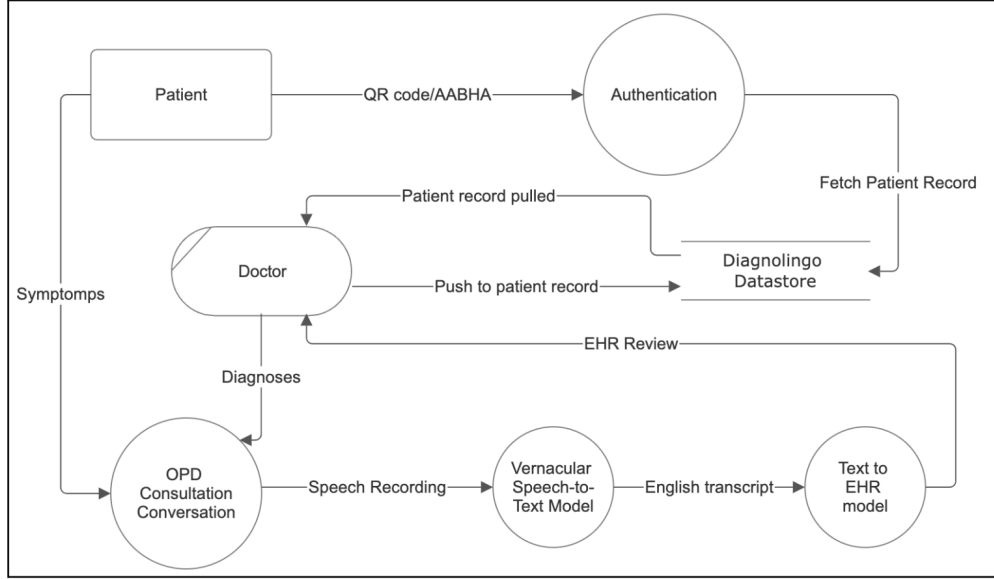 Patient
QR code/AABHA
Authentication
Fetch Patient Record
Patient record pulled
Doctor
Diagnolingo
Datastore
Push to patient record
Symptomps
EHR Review
Diagnoses
OPD
Consultation
Conversation
Speech Recording
Vernacular
Speech-to-
Text Model
English transcript
Text to
EHR
model